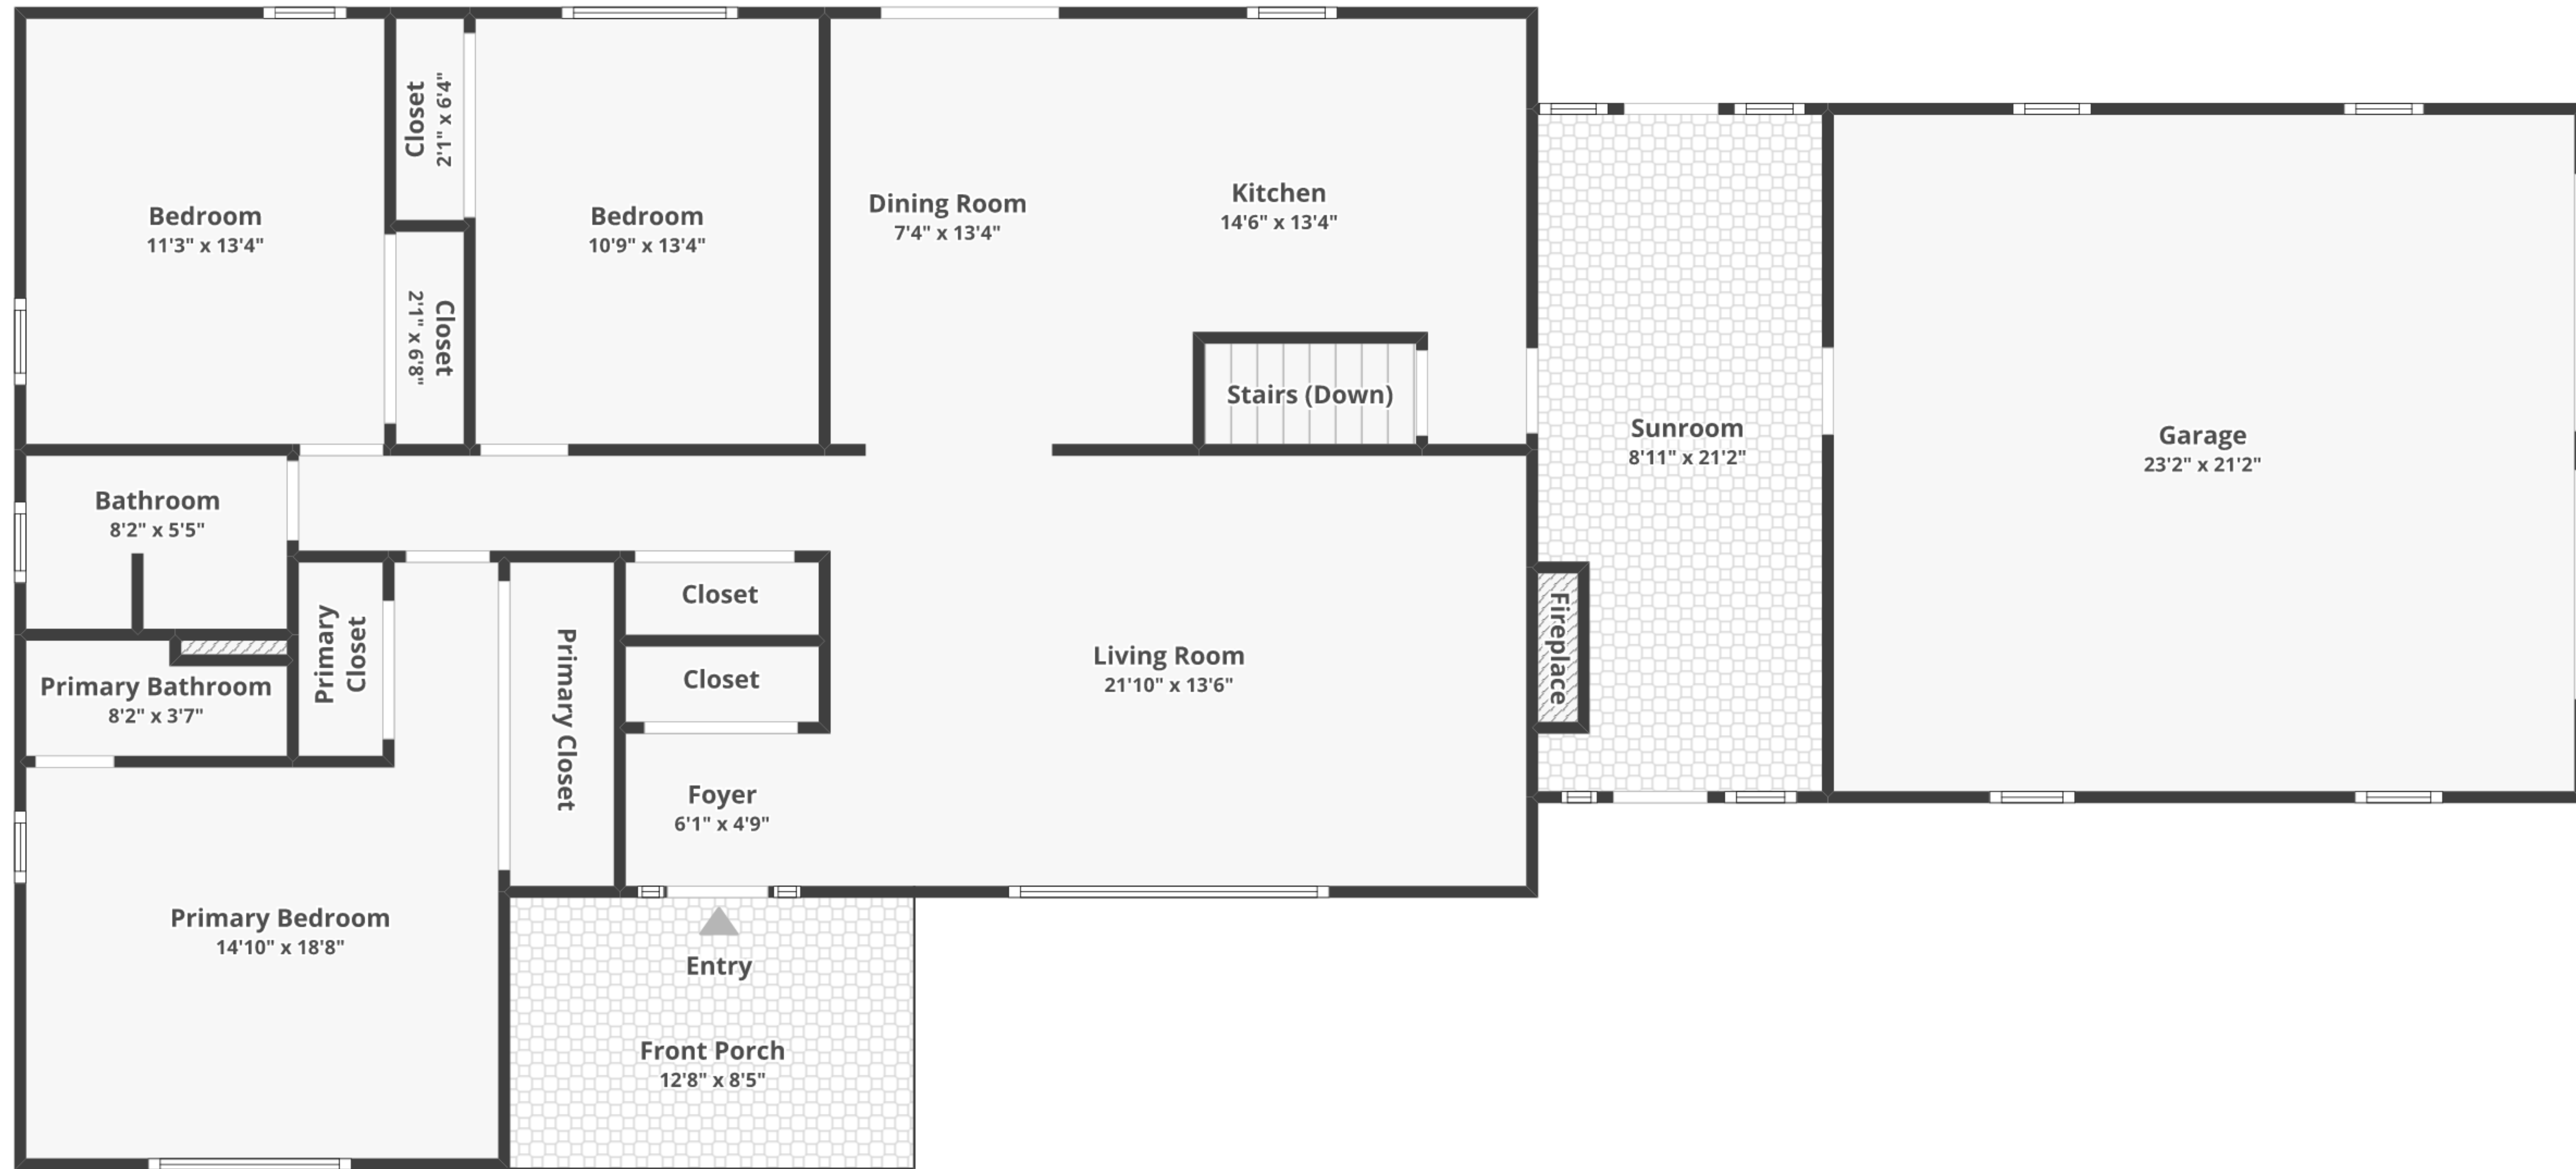 Bedroom
11'3" x 13'4"
Closet
2'1" x 6'4"
Closet
2'1" x 6'8"
Bedroom
10'9" x 13'4"
Dining Room
7'4" x 13'4"
Kitchen
14'6" x 13'4"
Stairs (Down)
Sunroom
8'11" x 21'2"
Garage
23'2" x 21'2"
Bathroom
8'2" x 5'5"
Primary Bathroom
8'2" x 3'7"
Primary
Closet
Primary Closet
Closet
Closet
Living Room
21'10" x 13'6"
Fireplace
Foyer
6'1" x 4'9"
Primary Bedroom
14'10" x 18'8"
Entry
Front Porch
12'8" x 8'5"